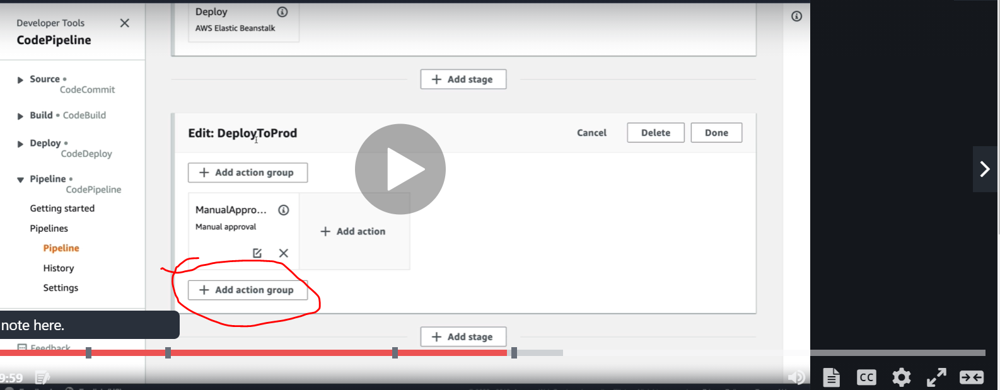 Developer Tools
CodePipeline
Source •
CodeCommit
Build • CodeBuild
Deploy •
CodeDeploy
Pipeline •
CodePipeline
Getting started
Pipelines
Pipeline
History
Settings
Feedback
Deploy
AWS Elastic Beanstalk
+ Add stage
Edit: DeployToProd
Cancel
Delete
Done
+ Add action group
ManualAppro...
Manual approval
+ Add action
+ Add action group
+ Add stage
note here.
9:59
CC